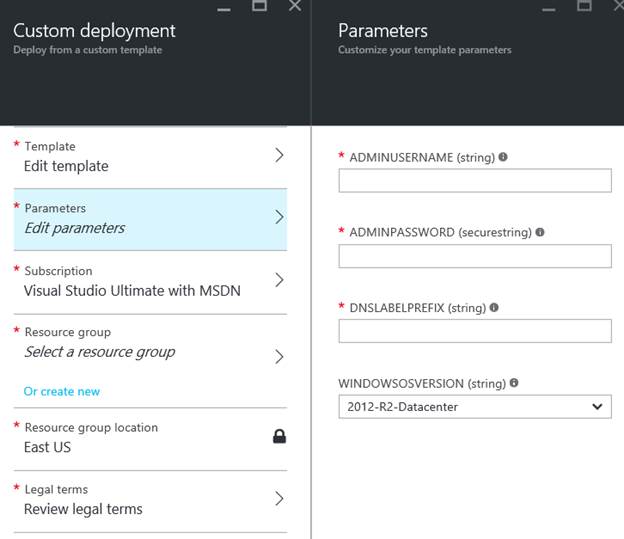 Custom deployment
Deploy from a custom template
* Template
Edit template
* Parameters
Edit parameters
* Subscription
Visual Studio Ultimate with MSDN
* Resource group
Select a resource group
Or create new
* Resource group location
East US
* Legal terms
Review legal terms
Parameters
Customize your template parameters
* ADMINUSERNAME (string)
* ADMINPASSWORD (securestring)
* DNSLABELPREFIX (string)
WINDOWSOSVERSION (string)
2012-R2-Datacenter